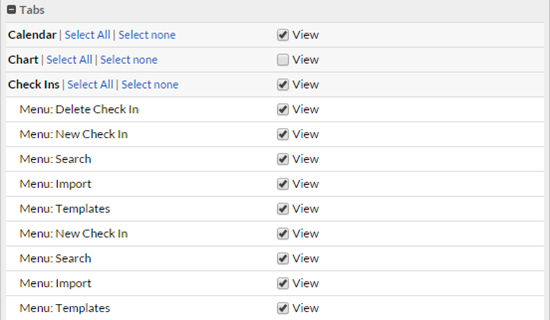 Tabs
Calendar | Select All | Select none View
Chart | Select All | Select none View
Check Ins | Select All | Select none View
Menu: Delete Check In View
Menu: New Check In View
Menu: Search View
Menu: Import View
Menu: Templates View
Menu: New Check In View
Menu: Search View
Menu: Import View
Menu: Templates View